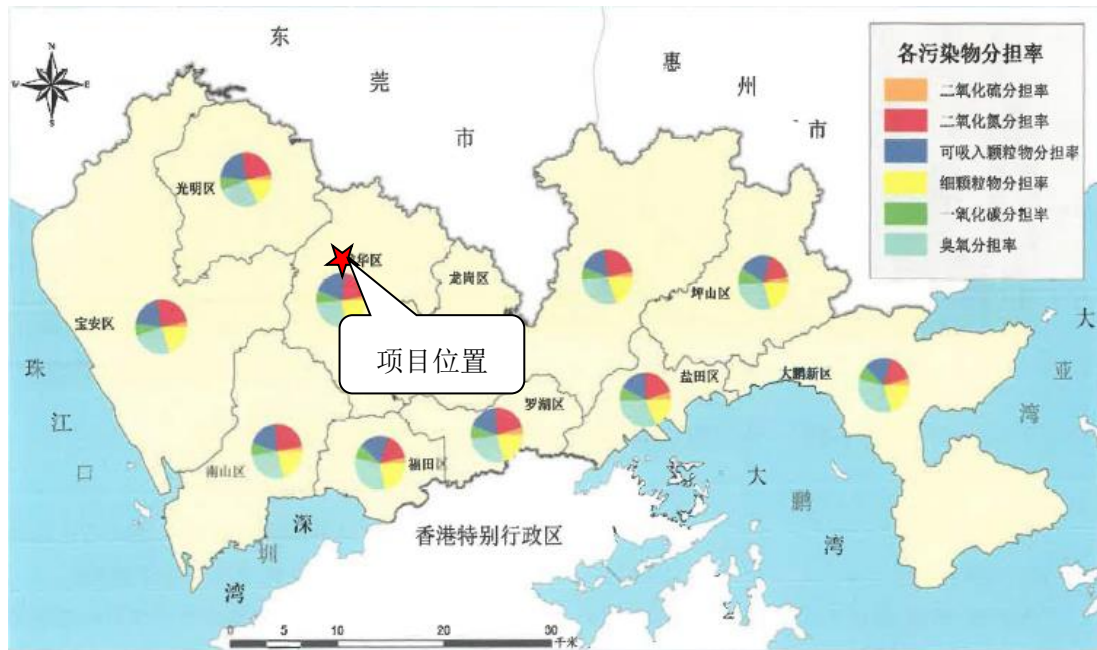 东
莞
市
惠
州
市
N
W
E
S
各污染物分担率
二氧化硫分担率
二氧化氮分担率
可吸入颗粒物分担率
细颗粒物分担率
一氧化碳分担率
臭氧分担率
光明区
华区
龙岗区
坪山区
宝安区
项目位置
盐田区
大鹏新区
罗湖区
南山区
福田区
珠
江
口
大
亚
湾
大
鹏
湾
深
圳
湾
香港特别行政区
0 5 10 20 30
千米